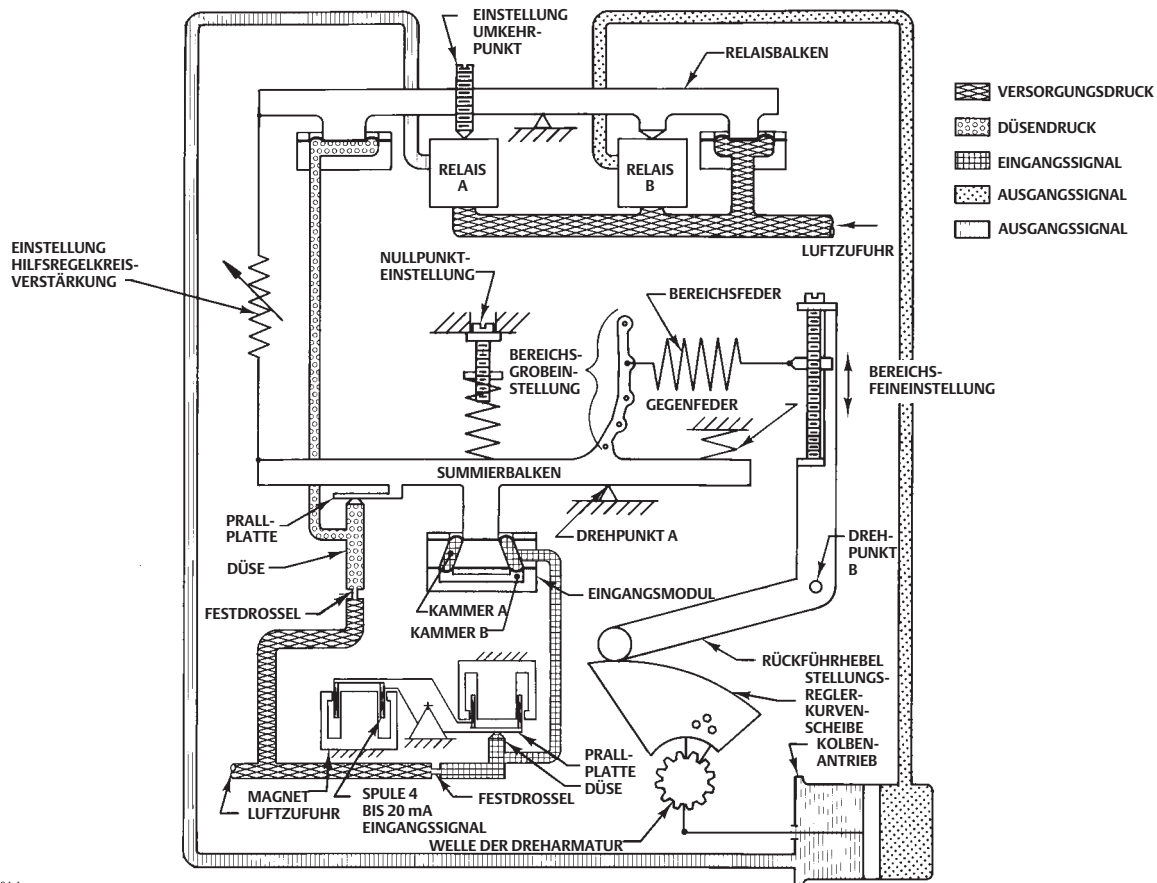 EINSTELLUNG
UMKEHR-
PUNKT
RELAISBALKEN
VERSORGUNGSDRUCK
DÜSENDRUCK
EINGANGSSIGNAL
AUSGANGSSIGNAL
AUSGANGSSIGNAL
RELAIS
A
RELAIS
B
LUFTZUFUHR
EINSTELLUNG
HILFSREGELKREIS-
VERSTÄRKUNG
NULLPUNKT-
EINSTELLUNG
BEREICHS-
GROBEIN-
STELLUNG
BEREICHSFEDER
GEGENFEDER
BEREICHS-
FEINEINSTELLUNG
SUMMIERBALKEN
PRALL-
PLATTE
DÜSE
FESTDROSSEL
DREHPUNKT A
DREH-
PUNKT
B
KAMMER A
KAMMER B
EINGANGSMODUL
RÜCKFÜHRHEBEL
STELLUNGS-
REGLER-
KURVEN-
SCHEIBE
KOLBEN-
ANTRIEB
PRALL-
PLATTE
DÜSE
FESTDROSSEL
MAGNET
LUFTZUFUHR
SPULE 4
BIS 20 mA
EINGANGSSIGNAL
WELLE DER DREHARMATUR